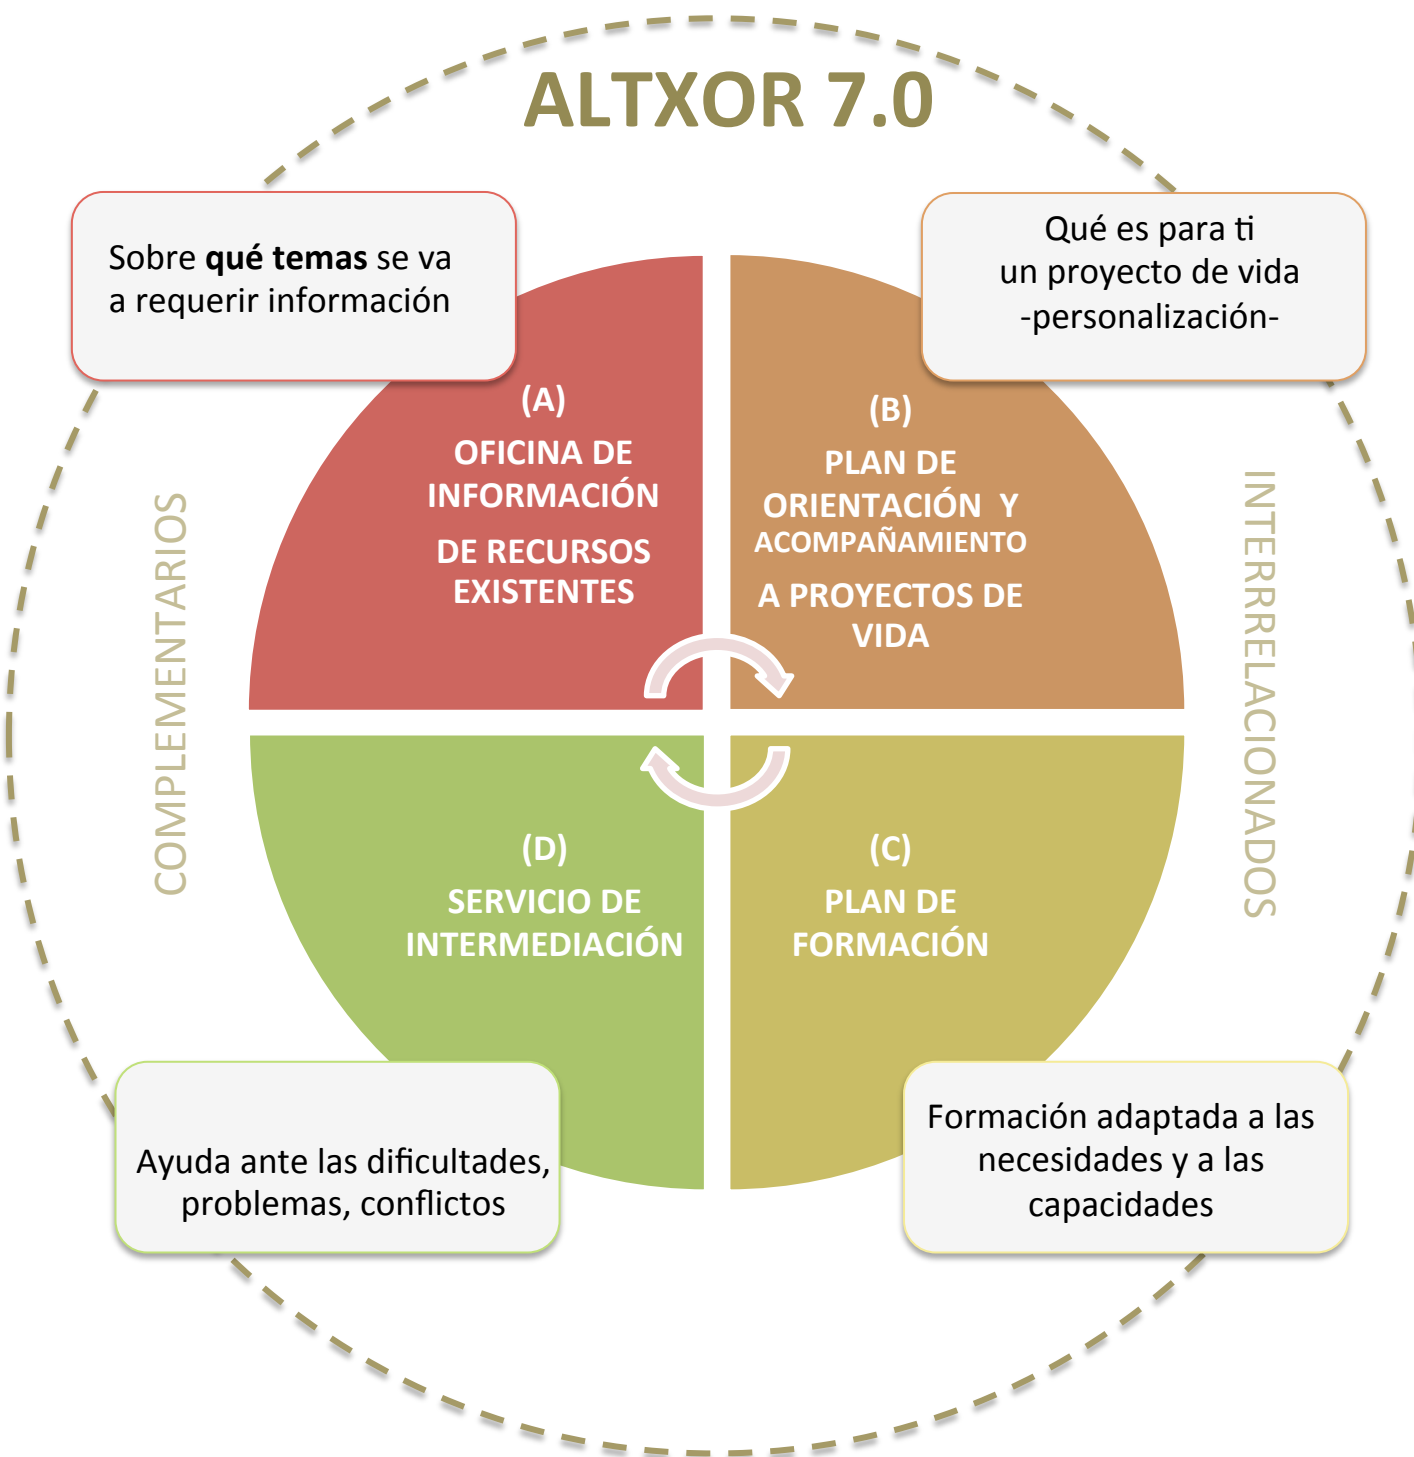 ALTXOR 7.0
Sobre qué temas se va
a requerir información
Qué es para ti
un proyecto de vida
-personalización-
(A)
OFICINA DE
INFORMACIÓN
DE RECURSOS
EXISTENTES
(B)
PLAN DE
ORIENTACIÓN Y
ACOMPAÑAMIENTO
A PROYECTOS DE
VIDA
COMPLEMENTARIOS
INTERRRELACIONADOS
(D)
SERVICIO DE
INTERMEDIACIÓN
(C)
PLAN DE
FORMACIÓN
Ayuda ante las dificultades,
problemas, conflictos
Formación adaptada a las
necesidades y a las
capacidades